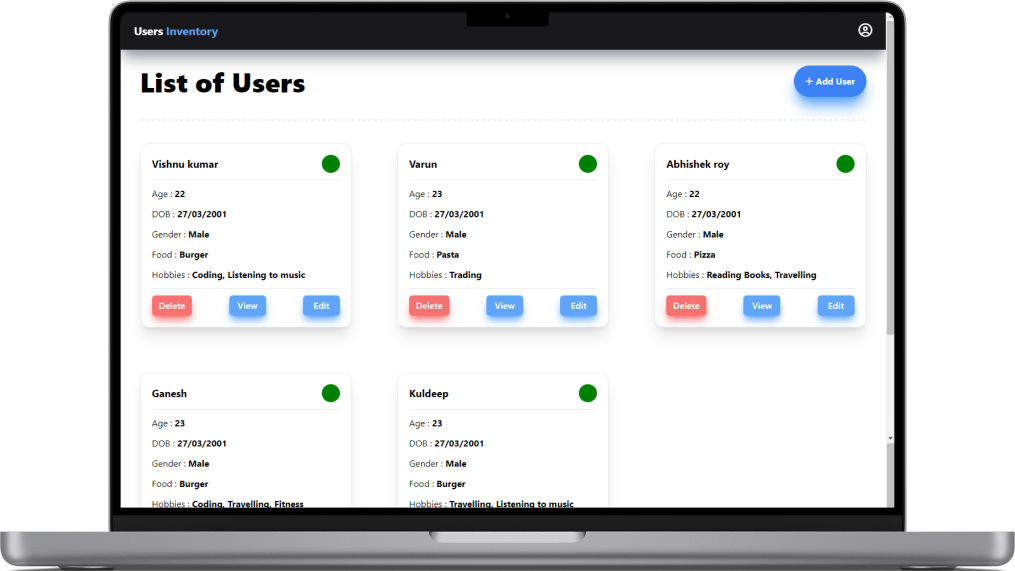 Users Inventory
List of Users
+ Add User
Vishnu kumar
Age : 22
DOB : 27/03/2001
Gender : Male
Food : Burger
Hobbies : Coding, Listening to music
Delete View Edit
Varun
Age : 23
DOB : 27/03/2001
Gender : Male
Food : Pasta
Hobbies : Trading
Delete View Edit
Abhishek roy
Age : 22
DOB : 27/03/2001
Gender : Male
Food : Pizza
Hobbies : Reading Books, Travelling
Delete View Edit
Ganesh
Age : 23
DOB : 27/03/2001
Gender : Male
Food : Burger
Hobbies : Coding, Travelling, Fitness
Kuldeep
Age : 23
DOB : 27/03/2001
Gender : Male
Food : Burger
Hobbies : Travelling, Listening to music